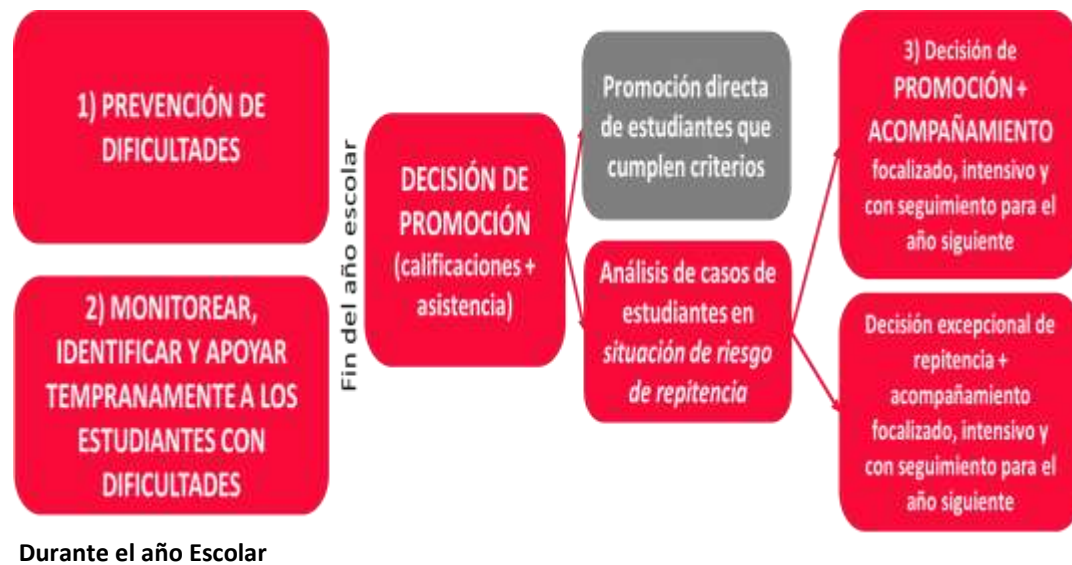 1) PREVENCIÓN DE
DIFICULTADES
2) MONITOREAR,
IDENTIFICAR Y APOYAR
TEMPRANAMENTE A LOS
ESTUDIANTES CON
DIFICULTADES
Durante el año Escolar
Fin del año escolar
DECISIÓN DE
PROMOCIÓN
(calificaciones +
asistencia)
Promoción directa
de estudiantes que
cumplen criterios
Análisis de casos de
estudiantes en
situación de riesgo
de repitencia
3) Decisión de
PROMOCIÓN +
ACOMPAÑAMIENTO
focalizado, intensivo y
con seguimiento para el
año siguiente
Decisión excepcional de
repitencia +
acompañamiento
focalizado, intensivo y
con seguimiento para el
año siguiente